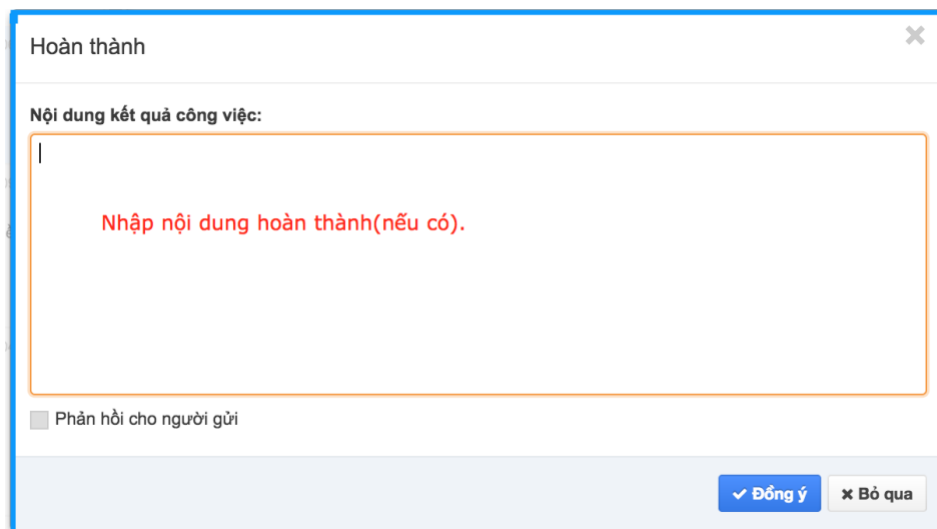 Hoàn thành
Nội dung kết quả công việc:
Nhập nội dung hoàn thành(nếu có).
Phản hồi cho người gửi
Đồng ý
Bỏ qua